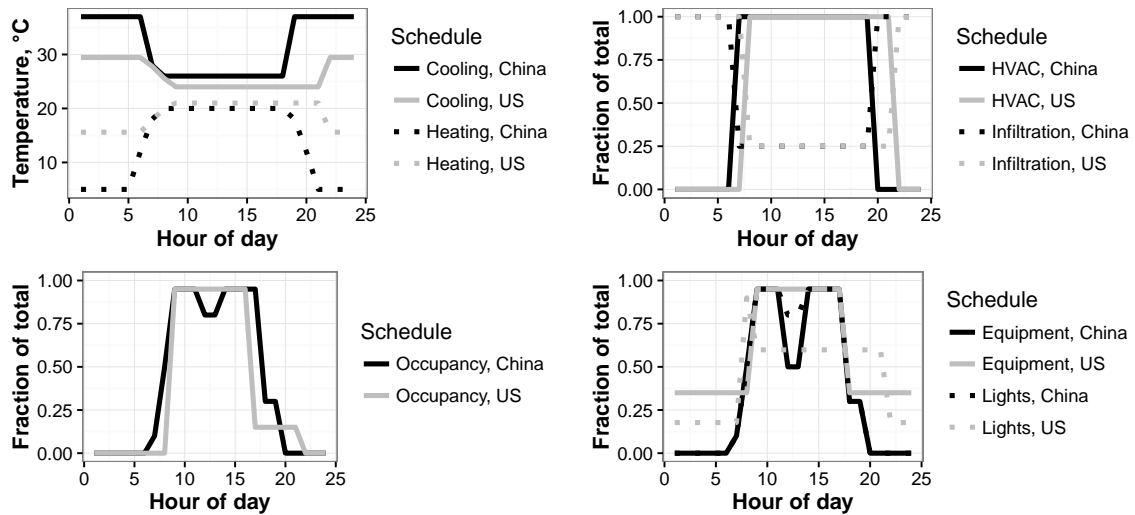 Temperature, °C
30
20
10
0 5 10 15 20 25
Hour of day
Schedule
Cooling, China
Cooling, US
Heating, China
Heating, US
Fraction of total
1.00
0.75
0.50
0.25
0.00
0 5 10 15 20 25
Hour of day
Schedule
HVAC, China
HVAC, US
Infiltration, China
Infiltration, US
Fraction of total
1.00
0.75
0.50
0.25
0.00
0 5 10 15 20 25
Hour of day
Schedule
Occupancy, China
Occupancy, US
Fraction of total
1.00
0.75
0.50
0.25
0.00
0 5 10 15 20 25
Hour of day
Schedule
Equipment, China
Equipment, US
Lights, China
Lights, US